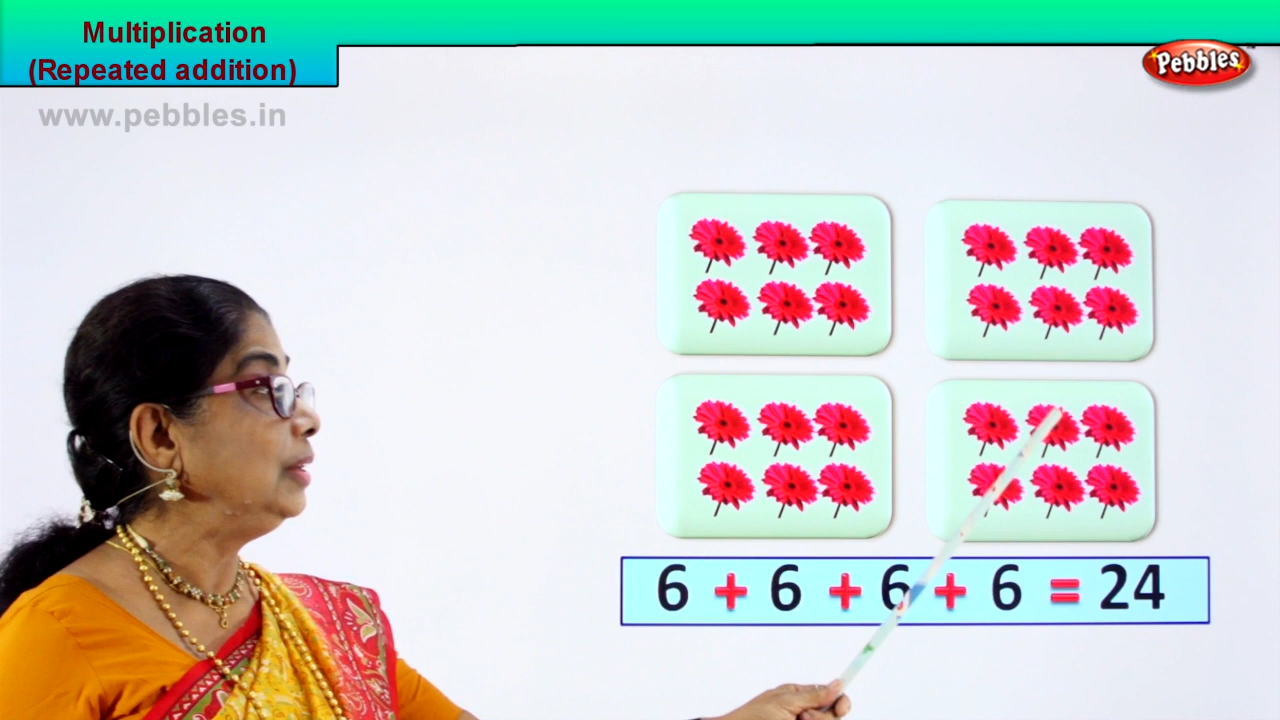 Multiplication
(Repeated addition)
Pebbles
www.pebbles.in
6 + 6 + 6 + 6 = 24